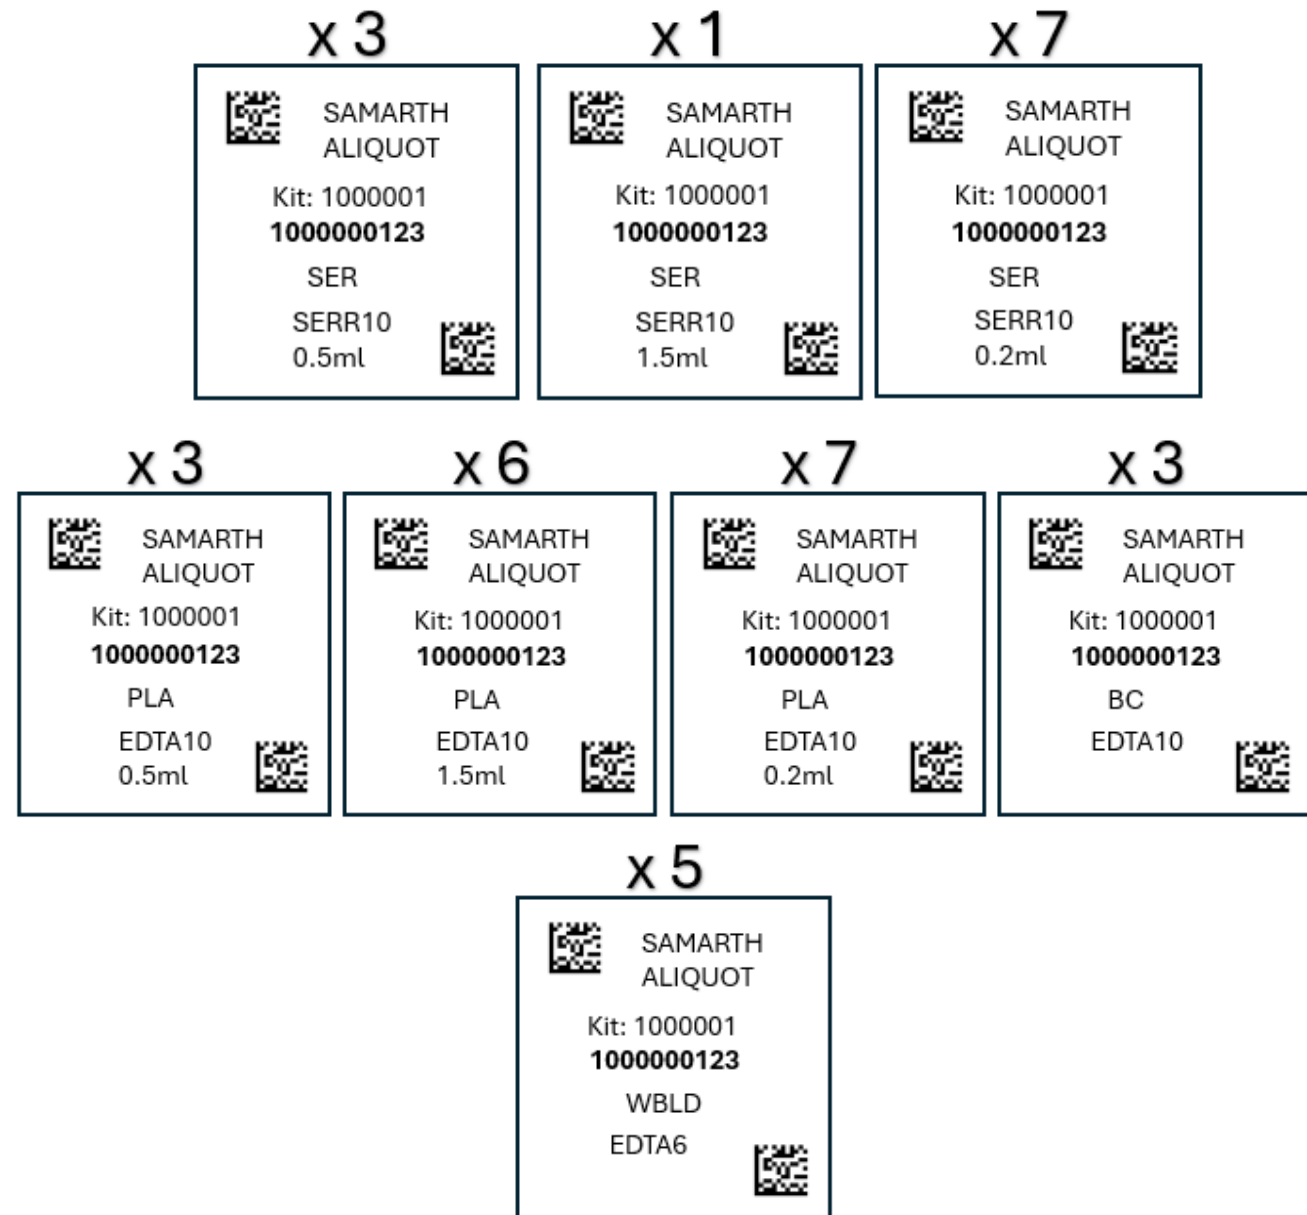 x 3
SAMARTH
ALIQUOT
Kit: 1000001
1000000123
SER
SERR10
0.5ml
x 1
SAMARTH
ALIQUOT
Kit: 1000001
1000000123
SER
SERR10
1.5ml
x 7
SAMARTH
ALIQUOT
Kit: 1000001
1000000123
SER
SERR10
0.2ml
x 3
SAMARTH
ALIQUOT
Kit: 1000001
1000000123
PLA
EDTA10
0.5ml
x 6
SAMARTH
ALIQUOT
Kit: 1000001
1000000123
PLA
EDTA10
1.5ml
x 7
SAMARTH
ALIQUOT
Kit: 1000001
1000000123
PLA
EDTA10
0.2ml
x 3
SAMARTH
ALIQUOT
Kit: 1000001
1000000123
BC
EDTA10
x 5
SAMARTH
ALIQUOT
Kit: 1000001
1000000123
WBLD
EDTA6